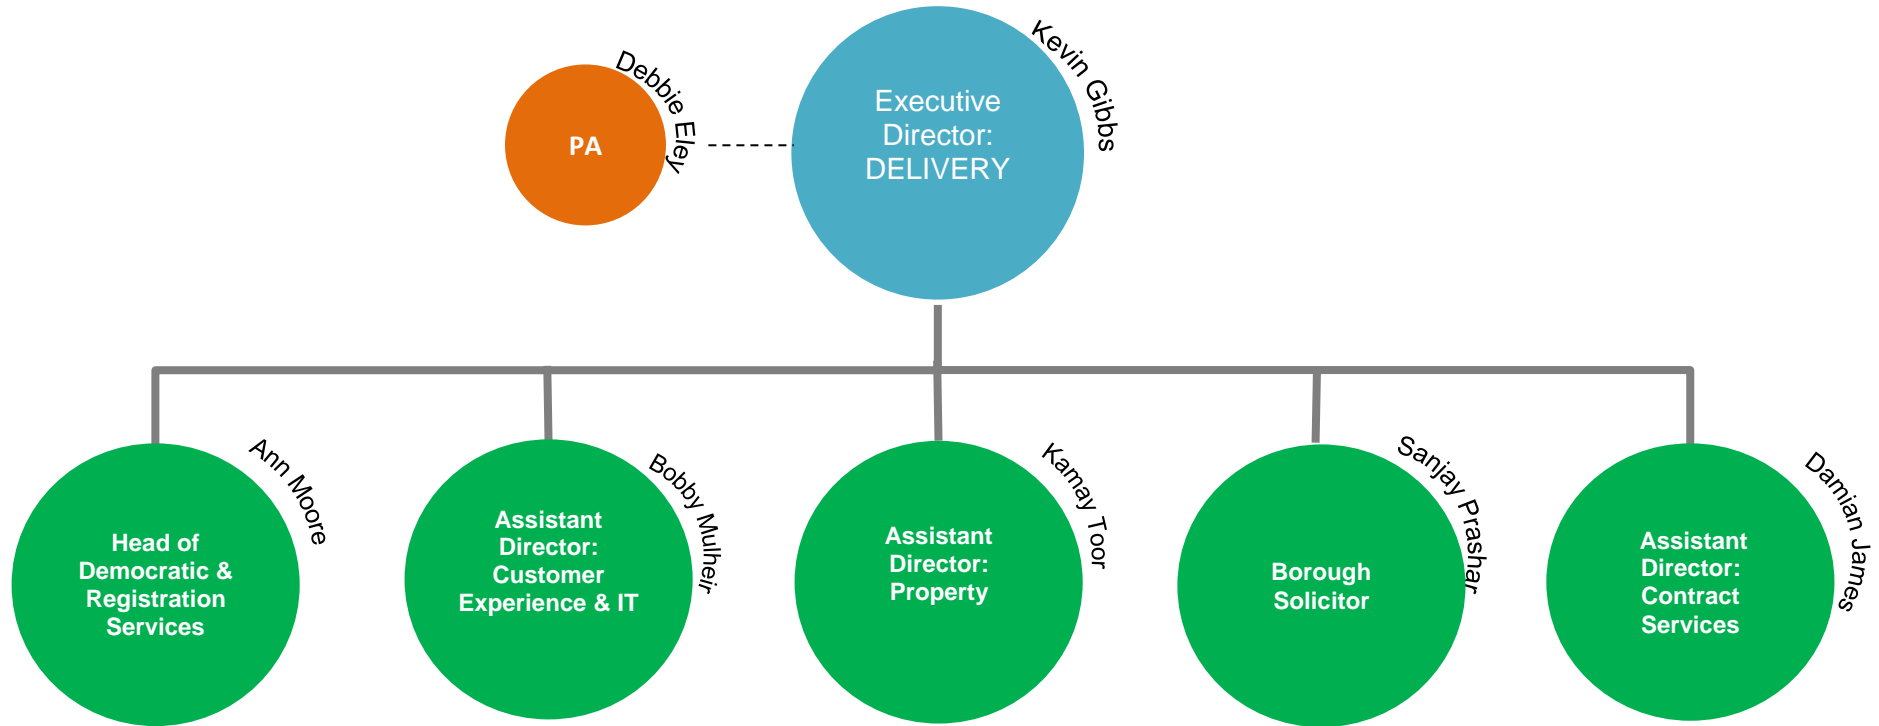 Kevin Gibbs
Executive
Director:
DELIVERY
Debbie Eley
PA
Ann Moore
Head of
Democratic &
Registration
Services
Bobby Mulheir
Assistant
Director:
Customer
Experience & IT
Kamay Toor
Assistant
Director:
Property
Sanjay Prashar
Borough
Solicitor
Damian James
Assistant
Director:
Contract
Services